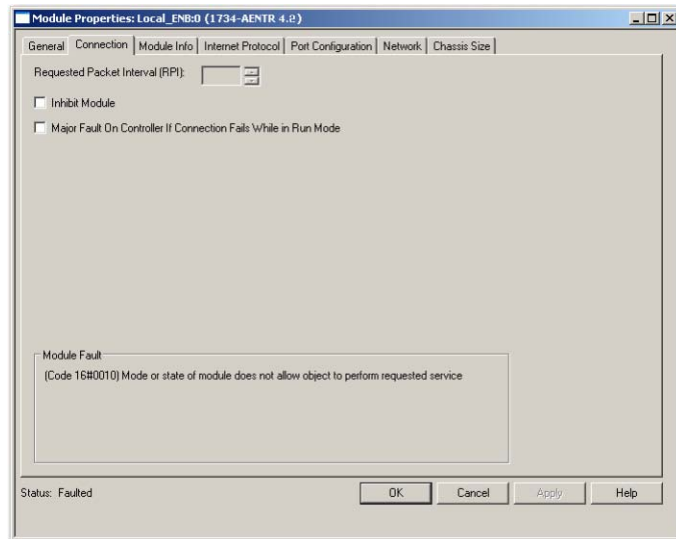 Module Properties: Local_ENB:0 (1734-AENTR 4.2)
General Connection Module Info Internet Protocol Port Configuration Network Chassis Size
Requested Packet Interval (RPI):
Inhibit Module
Major Fault On Controller If Connection Fails While in Run Mode
Module Fault
(Code 16#0010) Mode or state of module does not allow object to perform requested service
Status: Faulted OK Cancel Apply Help